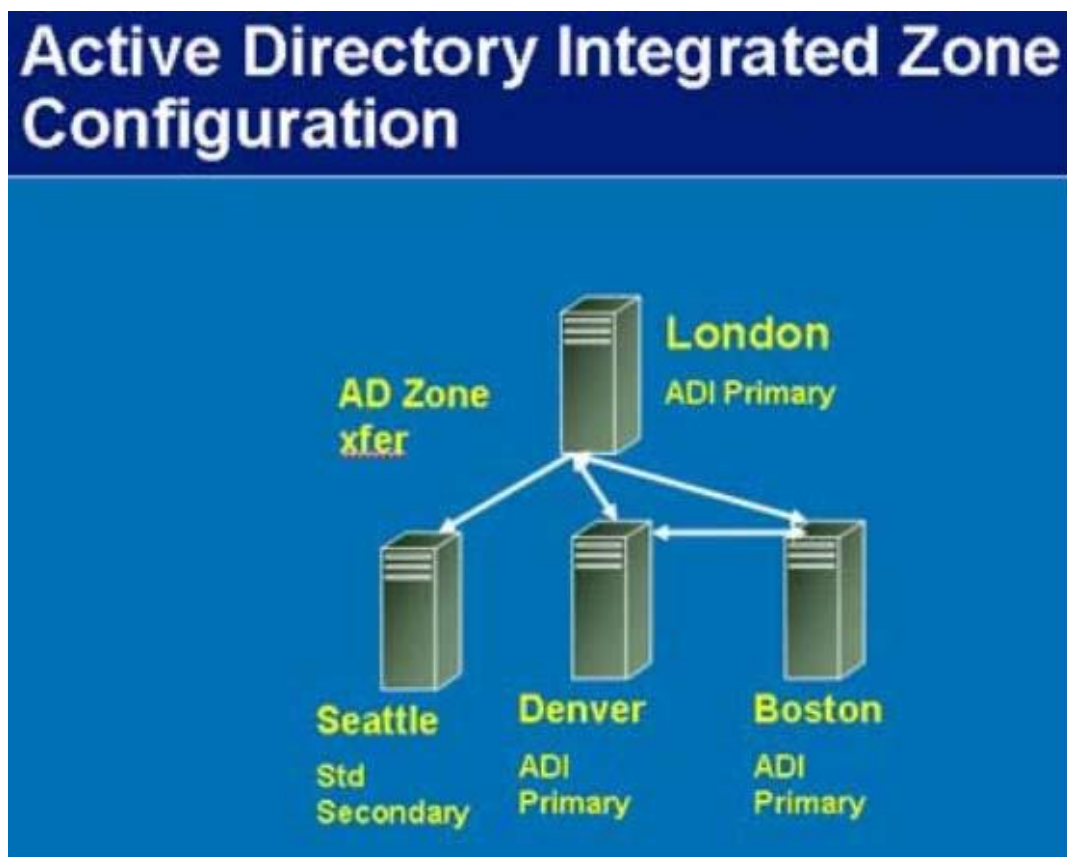 Active Directory Integrated Zone
Configuration
London
ADI Primary
AD Zone
xfer
Seattle
Std
Secondary
Denver
ADI
Primary
Boston
ADI
Primary